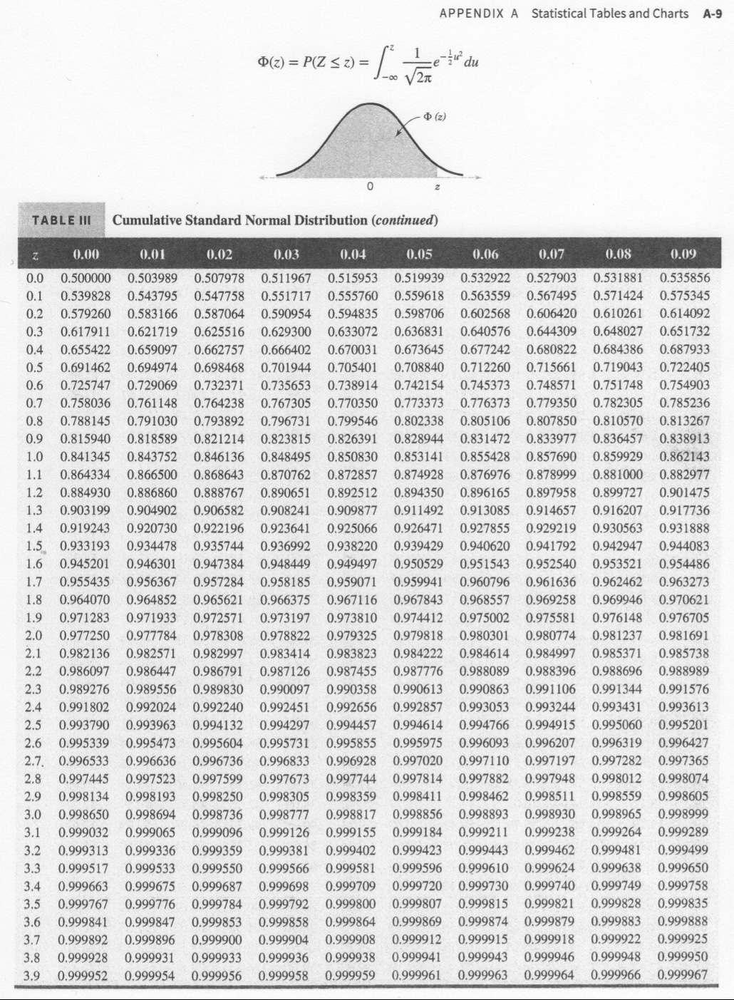 APPENDIX A Statistical Tables and Charts A-9
Φ(z) = P(Z ≤ z) = ∫_{-∞}^{z} 1/√2π e^{-½u²} du
Φ (z)
0 z
TABLE III Cumulative Standard Normal Distribution (continued)
z 0.00 0.01 0.02 0.03 0.04 0.05 0.06 0.07 0.08 0.09
0.0 0.500000 0.503989 0.507978 0.511967 0.515953 0.519939 0.532922 0.527903 0.531881 0.535856
0.1 0.539828 0.543795 0.547758 0.551717 0.555760 0.559618 0.563559 0.567495 0.571424 0.575345
0.2 0.579260 0.583166 0.587064 0.590954 0.594835 0.598706 0.602568 0.606420 0.610261 0.614092
0.3 0.617911 0.621719 0.625516 0.629300 0.633072 0.636831 0.640576 0.644309 0.648027 0.651732
0.4 0.655422 0.659097 0.662757 0.666402 0.670031 0.673645 0.677242 0.680822 0.684386 0.687933
0.5 0.691462 0.694974 0.698468 0.701944 0.705401 0.708840 0.712260 0.715661 0.719043 0.722405
0.6 0.725747 0.729069 0.732371 0.735653 0.738914 0.742154 0.745373 0.748571 0.751748 0.754903
0.7 0.758036 0.761148 0.764238 0.767305 0.770350 0.773373 0.776373 0.779350 0.782305 0.785236
0.8 0.788145 0.791030 0.793892 0.796731 0.799546 0.802338 0.805106 0.807850 0.810570 0.813267
0.9 0.815940 0.818589 0.821214 0.823815 0.826391 0.828944 0.831472 0.833977 0.836457 0.838913
1.0 0.841345 0.843752 0.846136 0.848495 0.850830 0.853141 0.855428 0.857690 0.859929 0.862143
1.1 0.864334 0.866500 0.868643 0.870762 0.872857 0.874928 0.876976 0.878999 0.881000 0.882977
1.2 0.884930 0.886860 0.888767 0.890651 0.892512 0.894350 0.896165 0.897958 0.899727 0.901475
1.3 0.903199 0.904902 0.906582 0.908241 0.909877 0.911492 0.913085 0.914657 0.916207 0.917736
1.4 0.919243 0.920730 0.922196 0.923641 0.925066 0.926471 0.927855 0.929219 0.930563 0.931888
1.5 0.933193 0.934478 0.935744 0.936992 0.938220 0.939429 0.940620 0.941792 0.942947 0.944083
1.6 0.945201 0.946301 0.947384 0.948449 0.949497 0.950529 0.951543 0.952540 0.953521 0.954486
1.7 0.955435 0.956367 0.957284 0.958185 0.959071 0.959941 0.960796 0.961636 0.962462 0.963273
1.8 0.964070 0.964852 0.965621 0.966375 0.967116 0.967843 0.968557 0.969258 0.969946 0.970621
1.9 0.971283 0.971933 0.972571 0.973197 0.973810 0.974412 0.975002 0.975581 0.976148 0.976705
2.0 0.977250 0.977784 0.978308 0.978822 0.979325 0.979818 0.980301 0.980774 0.981237 0.981691
2.1 0.982136 0.982571 0.982997 0.983414 0.983823 0.984222 0.984614 0.984997 0.985371 0.985738
2.2 0.986097 0.986447 0.986791 0.987126 0.987455 0.987776 0.988089 0.988396 0.988696 0.988989
2.3 0.989276 0.989556 0.989830 0.990097 0.990358 0.990613 0.990863 0.991106 0.991344 0.991576
2.4 0.991802 0.992024 0.992240 0.992451 0.992656 0.992857 0.993053 0.993244 0.993431 0.993613
2.5 0.993790 0.993963 0.994132 0.994297 0.994457 0.994614 0.994766 0.994915 0.995060 0.995201
2.6 0.995339 0.995473 0.995604 0.995731 0.995855 0.995975 0.996093 0.996207 0.996319 0.996427
2.7 0.996533 0.996636 0.996736 0.996833 0.996928 0.997020 0.997110 0.997197 0.997282 0.997365
2.8 0.997445 0.997523 0.997599 0.997673 0.997744 0.997814 0.997882 0.997948 0.998012 0.998074
2.9 0.998134 0.998193 0.998250 0.998305 0.998359 0.998411 0.998462 0.998511 0.998559 0.998605
3.0 0.998650 0.998694 0.998736 0.998777 0.998817 0.998856 0.998893 0.998930 0.998965 0.998999
3.1 0.999032 0.999065 0.999096 0.999126 0.999155 0.999184 0.999211 0.999238 0.999264 0.999289
3.2 0.999313 0.999336 0.999359 0.999381 0.999402 0.999423 0.999443 0.999462 0.999481 0.999499
3.3 0.999517 0.999533 0.999550 0.999566 0.999581 0.999596 0.999610 0.999624 0.999638 0.999650
3.4 0.999663 0.999675 0.999687 0.999698 0.999709 0.999720 0.999730 0.999740 0.999749 0.999758
3.5 0.999767 0.999776 0.999784 0.999792 0.999800 0.999807 0.999815 0.999821 0.999828 0.999835
3.6 0.999841 0.999847 0.999853 0.999858 0.999864 0.999869 0.999874 0.999879 0.999883 0.999888
3.7 0.999892 0.999896 0.999900 0.999904 0.999908 0.999912 0.999915 0.999918 0.999922 0.999925
3.8 0.999928 0.999931 0.999933 0.999936 0.999938 0.999941 0.999943 0.999946 0.999948 0.999950
3.9 0.999952 0.999954 0.999956 0.999958 0.999959 0.999961 0.999963 0.999964 0.999966 0.999967